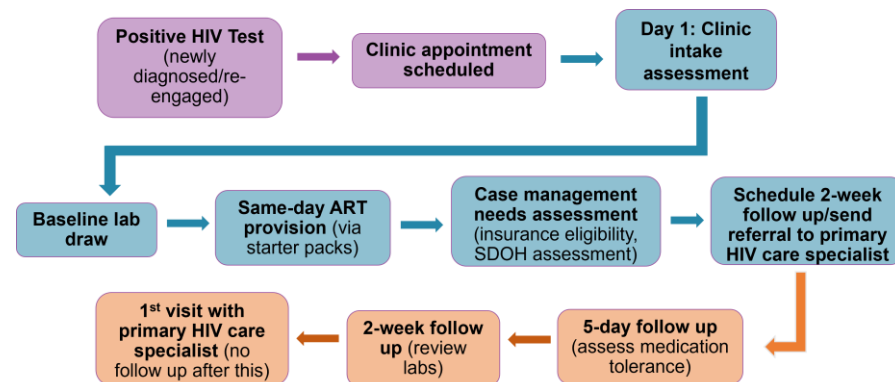 Positive HIV Test
(newly
diagnosed/re-
engaged)
Clinic appointment
scheduled
Day 1: Clinic
intake
assessment
Baseline lab
draw
Same-day ART
provision (via
starter packs)
Case management
needs assessment
(insurance eligibility,
SDOH assessment)
Schedule 2-week
follow up/send
referral to primary
HIV care specialist
1st visit with
primary HIV care
specialist (no
follow up after this)
2-week follow
up (review
labs)
5-day follow up
(assess medication
tolerance)